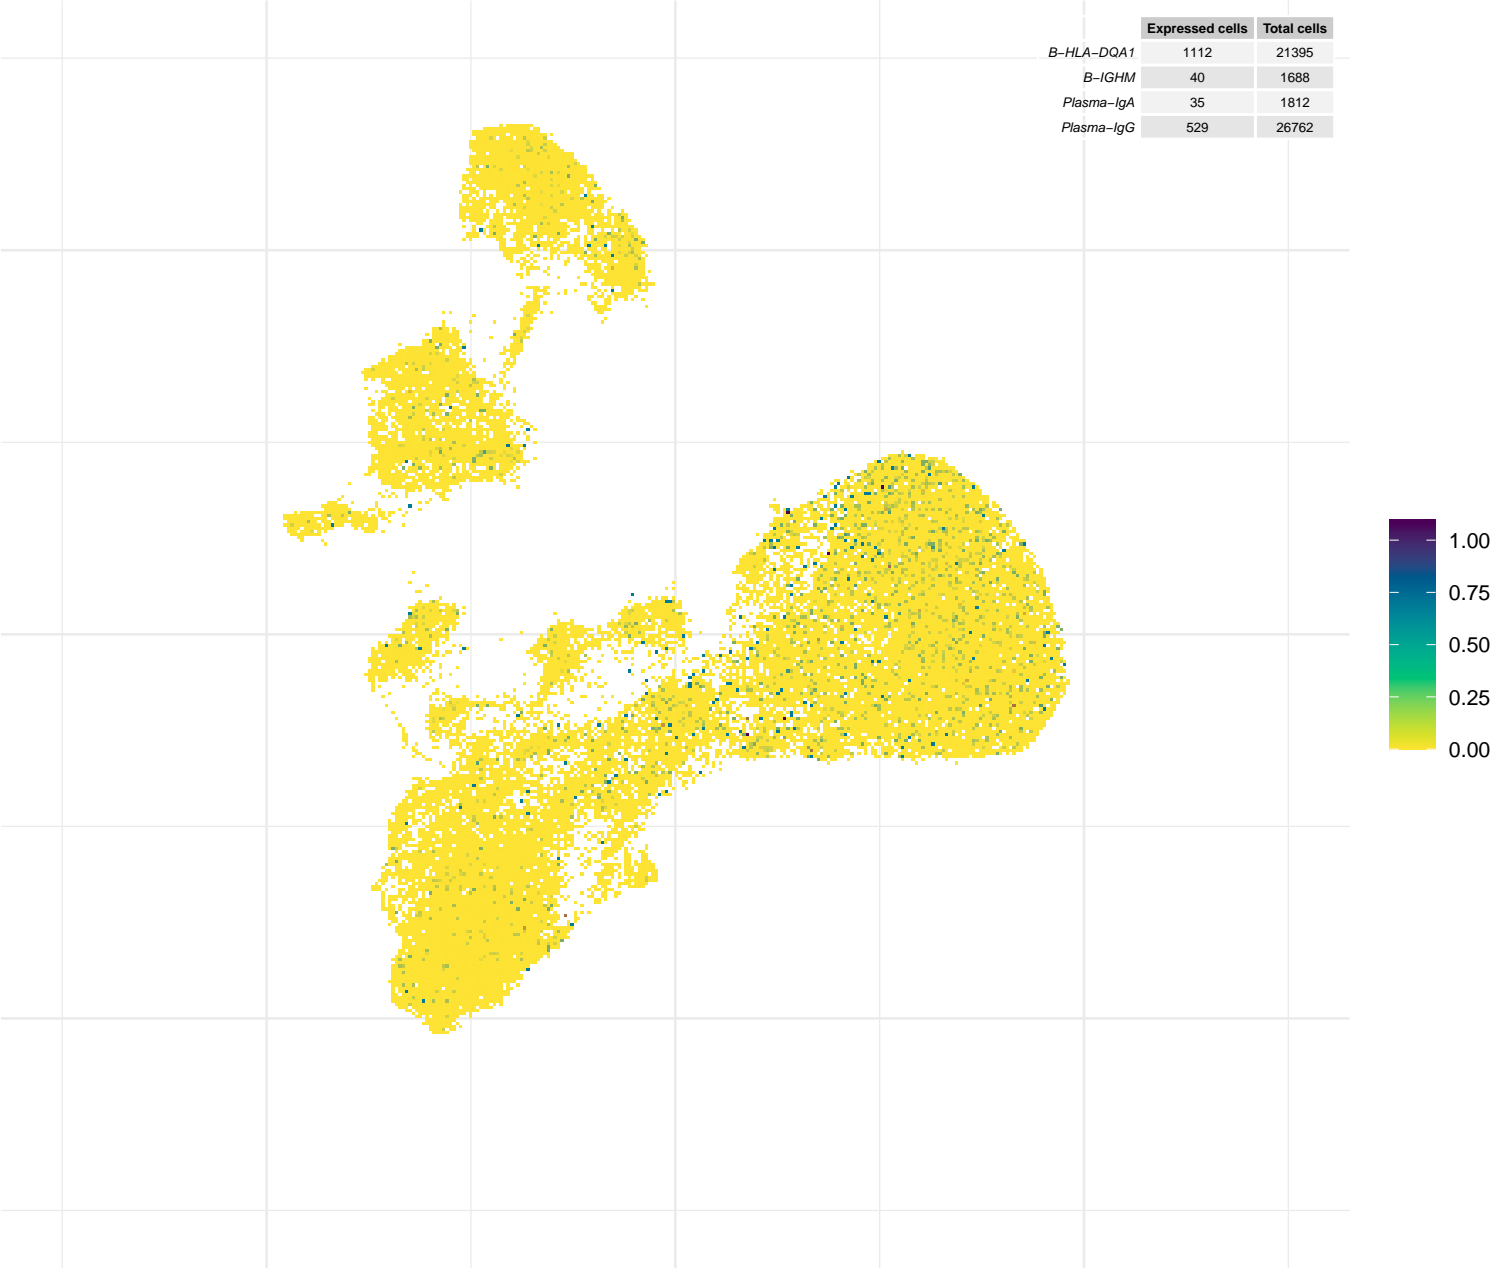 Expressed cells Total cells
B−HLA−DQA1 1112 21395
B−IGHM 40 1688
Plasma−IgA 35 1812
Plasma−IgG 529 26762
1.00
0.75
0.50
0.25
0.00